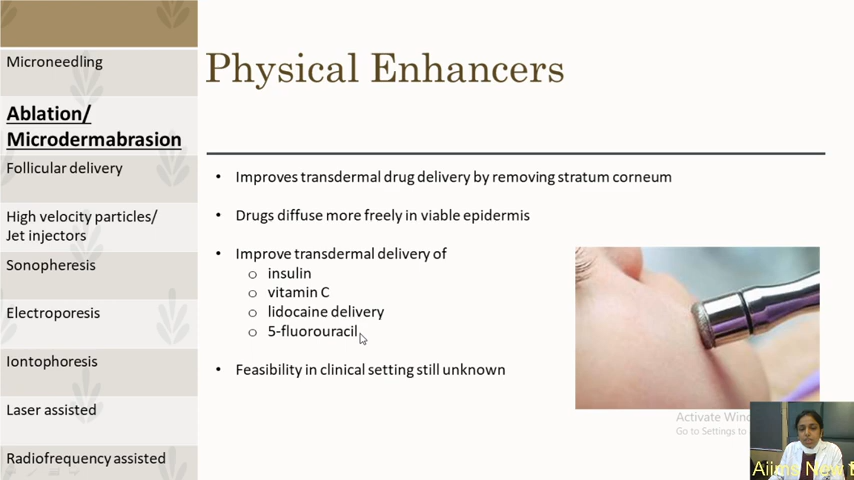 Microneedling
Ablation/
Microdermabrasion
Follicular delivery
High velocity particles/
Jet injectors
Sonopheresis
Electroporesis
Iontophoresis
Laser assisted
Radiofrequency assisted
Physical Enhancers
• Improves transdermal drug delivery by removing stratum corneum
• Drugs diffuse more freely in viable epidermis
• Improve transdermal delivery of
o insulin
o vitamin C
o lidocaine delivery
o 5-fluorouracil
• Feasibility in clinical setting still unknown
Activate
Go to Settings to
Aiims New